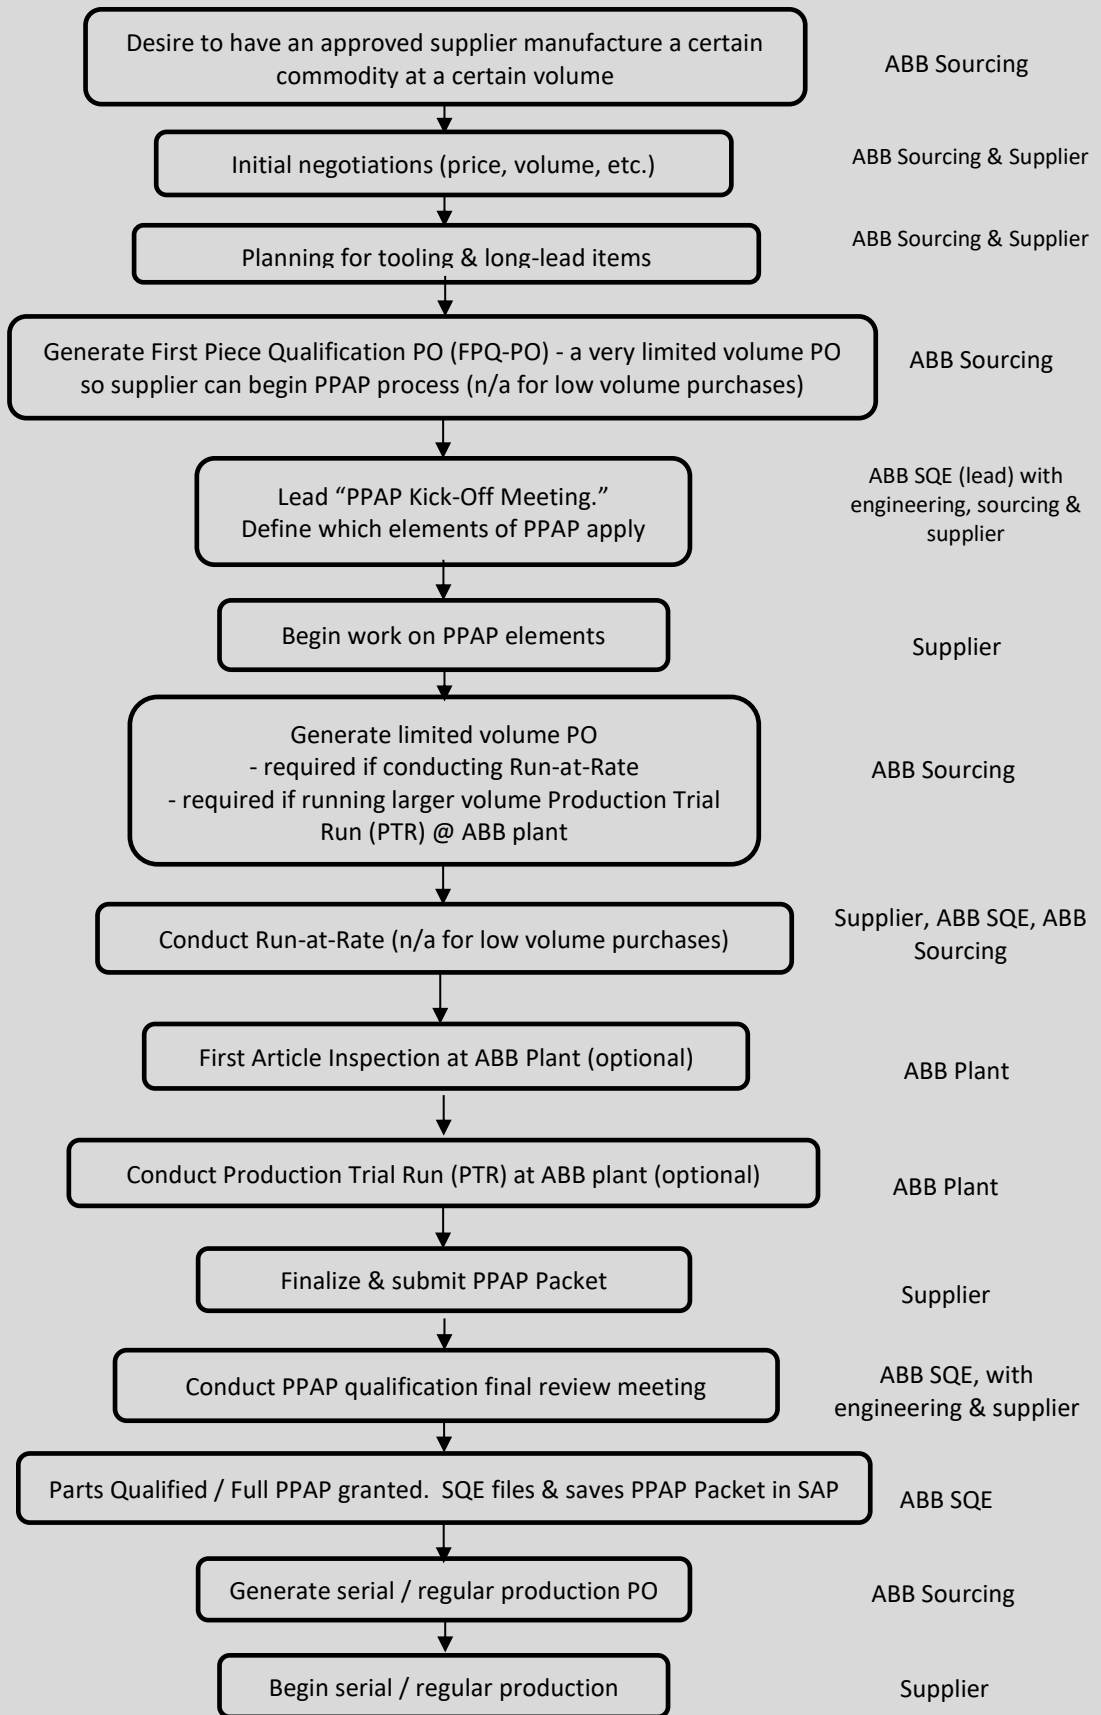 Desire to have an approved supplier manufacture a certain
commodity at a certain volume
ABB Sourcing
Initial negotiations (price, volume, etc.)
ABB Sourcing & Supplier
Planning for tooling & long-lead items
ABB Sourcing & Supplier
Generate First Piece Qualification PO (FPQ-PO) - a very limited volume PO
so supplier can begin PPAP process (n/a for low volume purchases)
ABB Sourcing
Lead “PPAP Kick-Off Meeting.”
Define which elements of PPAP apply
ABB SQE (lead) with
engineering, sourcing &
supplier
Begin work on PPAP elements
Supplier
Generate limited volume PO
- required if conducting Run-at-Rate
- required if running larger volume Production Trial
Run (PTR) @ ABB plant
ABB Sourcing
Conduct Run-at-Rate (n/a for low volume purchases)
Supplier, ABB SQE, ABB
Sourcing
First Article Inspection at ABB Plant (optional)
ABB Plant
Conduct Production Trial Run (PTR) at ABB plant (optional)
ABB Plant
Finalize & submit PPAP Packet
Supplier
Conduct PPAP qualification final review meeting
ABB SQE, with
engineering & supplier
Parts Qualified / Full PPAP granted.  SQE files & saves PPAP Packet in SAP
ABB SQE
Generate serial / regular production PO
ABB Sourcing
Begin serial / regular production
Supplier